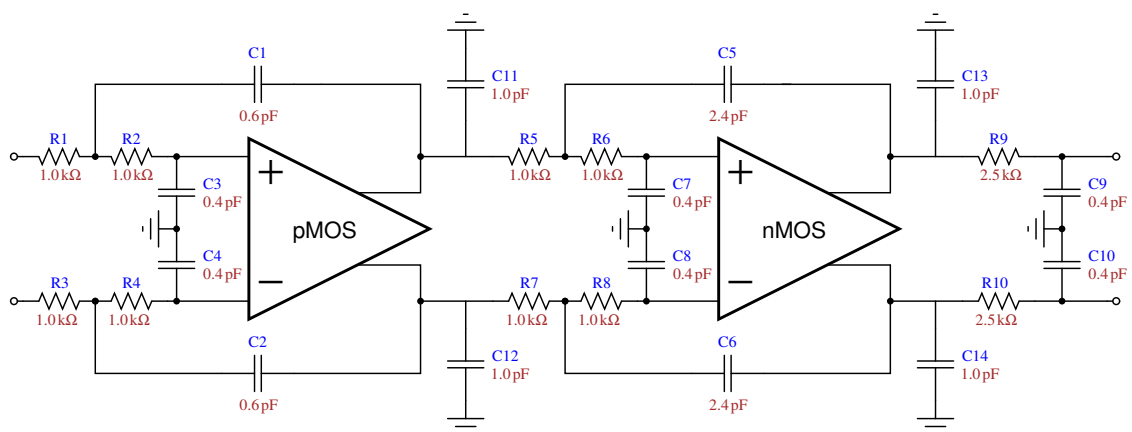 C1
0.6pF
C11
1.0pF
C5
2.4pF
C13
1.0pF
R1
1.0kΩ
R2
1.0kΩ
R5
1.0kΩ
R6
1.0kΩ
R9
2.5kΩ
+
C3
0.4pF
+
C7
0.4pF
C9
0.4pF
pMOS
nMOS
C4
0.4pF
−
C8
0.4pF
−
C10
0.4pF
R3
1.0kΩ
R4
1.0kΩ
R7
1.0kΩ
R8
1.0kΩ
R10
2.5kΩ
C2
0.6pF
C12
1.0pF
C6
2.4pF
C14
1.0pF